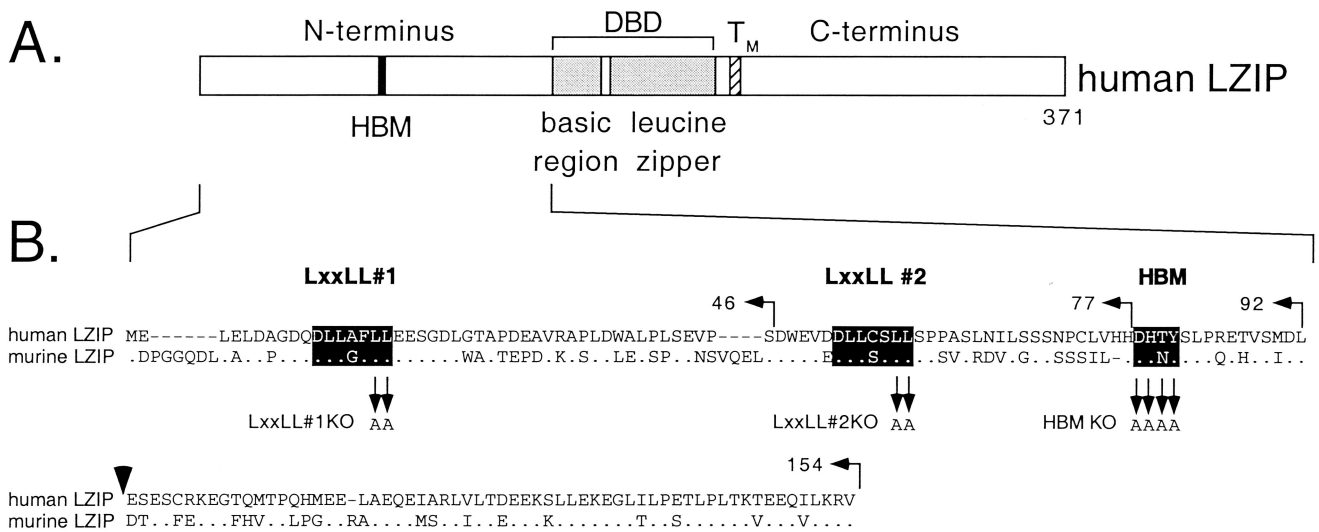 A.
N-terminus DBD TM C-terminus
human LZIP
371
HBM
basic region
leucine zipper
B.
LxxLL#1 LxxLL #2 HBM
46 77 92
human LZIP ME------LELDAGDQDLLAFLLEESGDLGTAPDEAVRAPLDWALPLSEVP----SDWEVDDLLCSLLSPPASLNILSSSNPCLVHHDHTYSLPRETVSMDL
murine LZIP .DPGGQDL.A..P......G.........WA.TEPD.K.S..LE.SP..NSVQEL.....E...S.....SV.RDV.G..SSSIL-...N....Q.H..I..
LxxLL#1KO AA LxxLL#2KO AA HBM KO AAAA
154
human LZIP ESESCRKEGTQMTPQHMEE-LAEQEIARLVLTDEEKSLLEKEGLILPETLPLTKTEEQILKRV
murine LZIP DT..FE...FHV..LPG..RA....MS..I..E...K.......T..S......V...V....